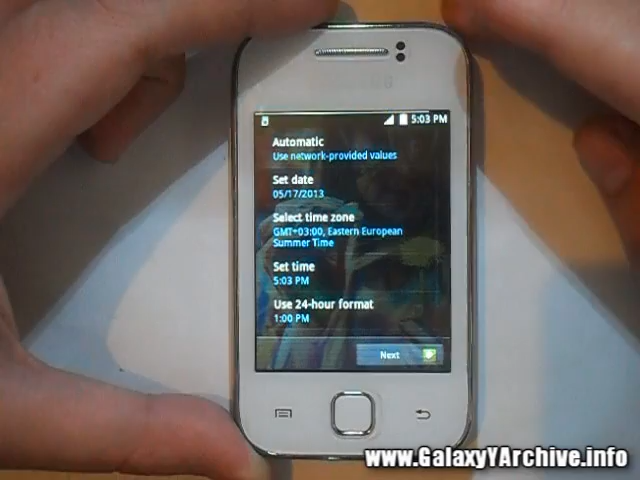 5:03 PM
Automatic
Use network-provided values
Set date
05/17/2013
Select time zone
GMT+03:00, Eastern European
Summer Time
Set time
5:03 PM
Use 24-hour format
1:00 PM
Next
www.GalaxyYArchive.info